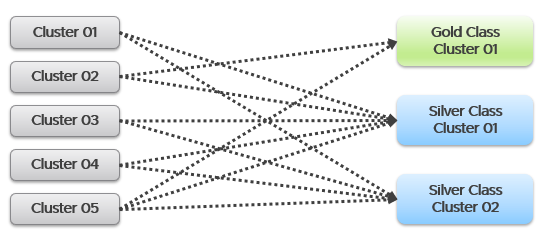 Cluster 01
Cluster 02
Cluster 03
Cluster 04
Cluster 05
Gold Class
Cluster 01
Silver Class
Cluster 01
Silver Class
Cluster 02